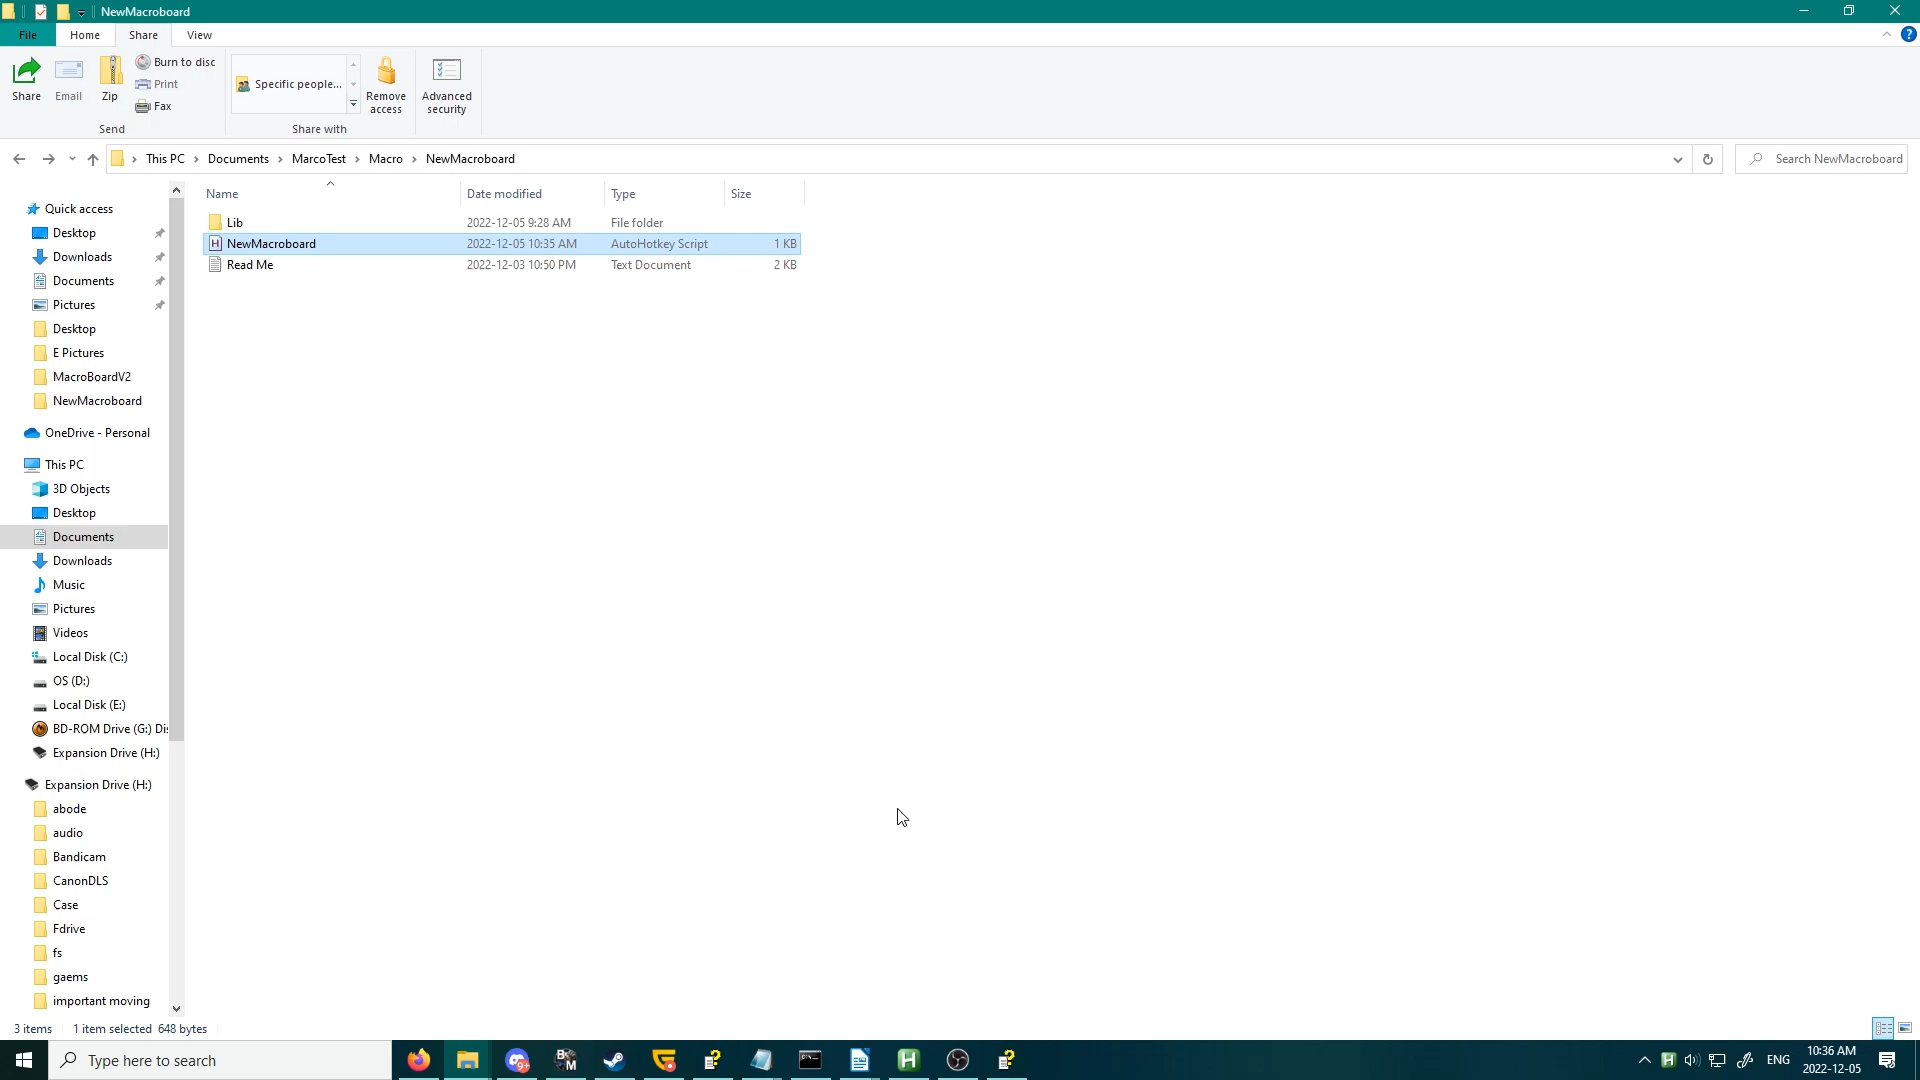 NewMacroboard
File Home Share View
Share Email Zip Burn to disc Print Fax
Send
Specific people... Remove access Advanced security
Share with
This PC Documents MarcoTest Macro NewMacroboard
Search NewMacroboard
Name Date modified Type Size
Lib 2022-12-05 9:28 AM File folder
NewMacroboard 2022-12-05 10:35 AM AutoHotkey Script 1 KB
Read Me 2022-12-03 10:50 PM Text Document 2 KB
Quick access
Desktop
Downloads
Documents
Pictures
Desktop
E Pictures
MacroBoardV2
NewMacroboard
OneDrive - Personal
This PC
3D Objects
Desktop
Documents
Downloads
Music
Pictures
Videos
Local Disk (C:)
OS (D:)
Local Disk (E:)
BD-ROM Drive (G:) Di
Expansion Drive (H:)
Expansion Drive (H:)
abode
audio
Bandicam
CanonDLS
Case
Fdrive
fs
gaems
important moving
3 items 1 item selected 648 bytes
Type here to search
ENG 10:36 AM
2022-12-05